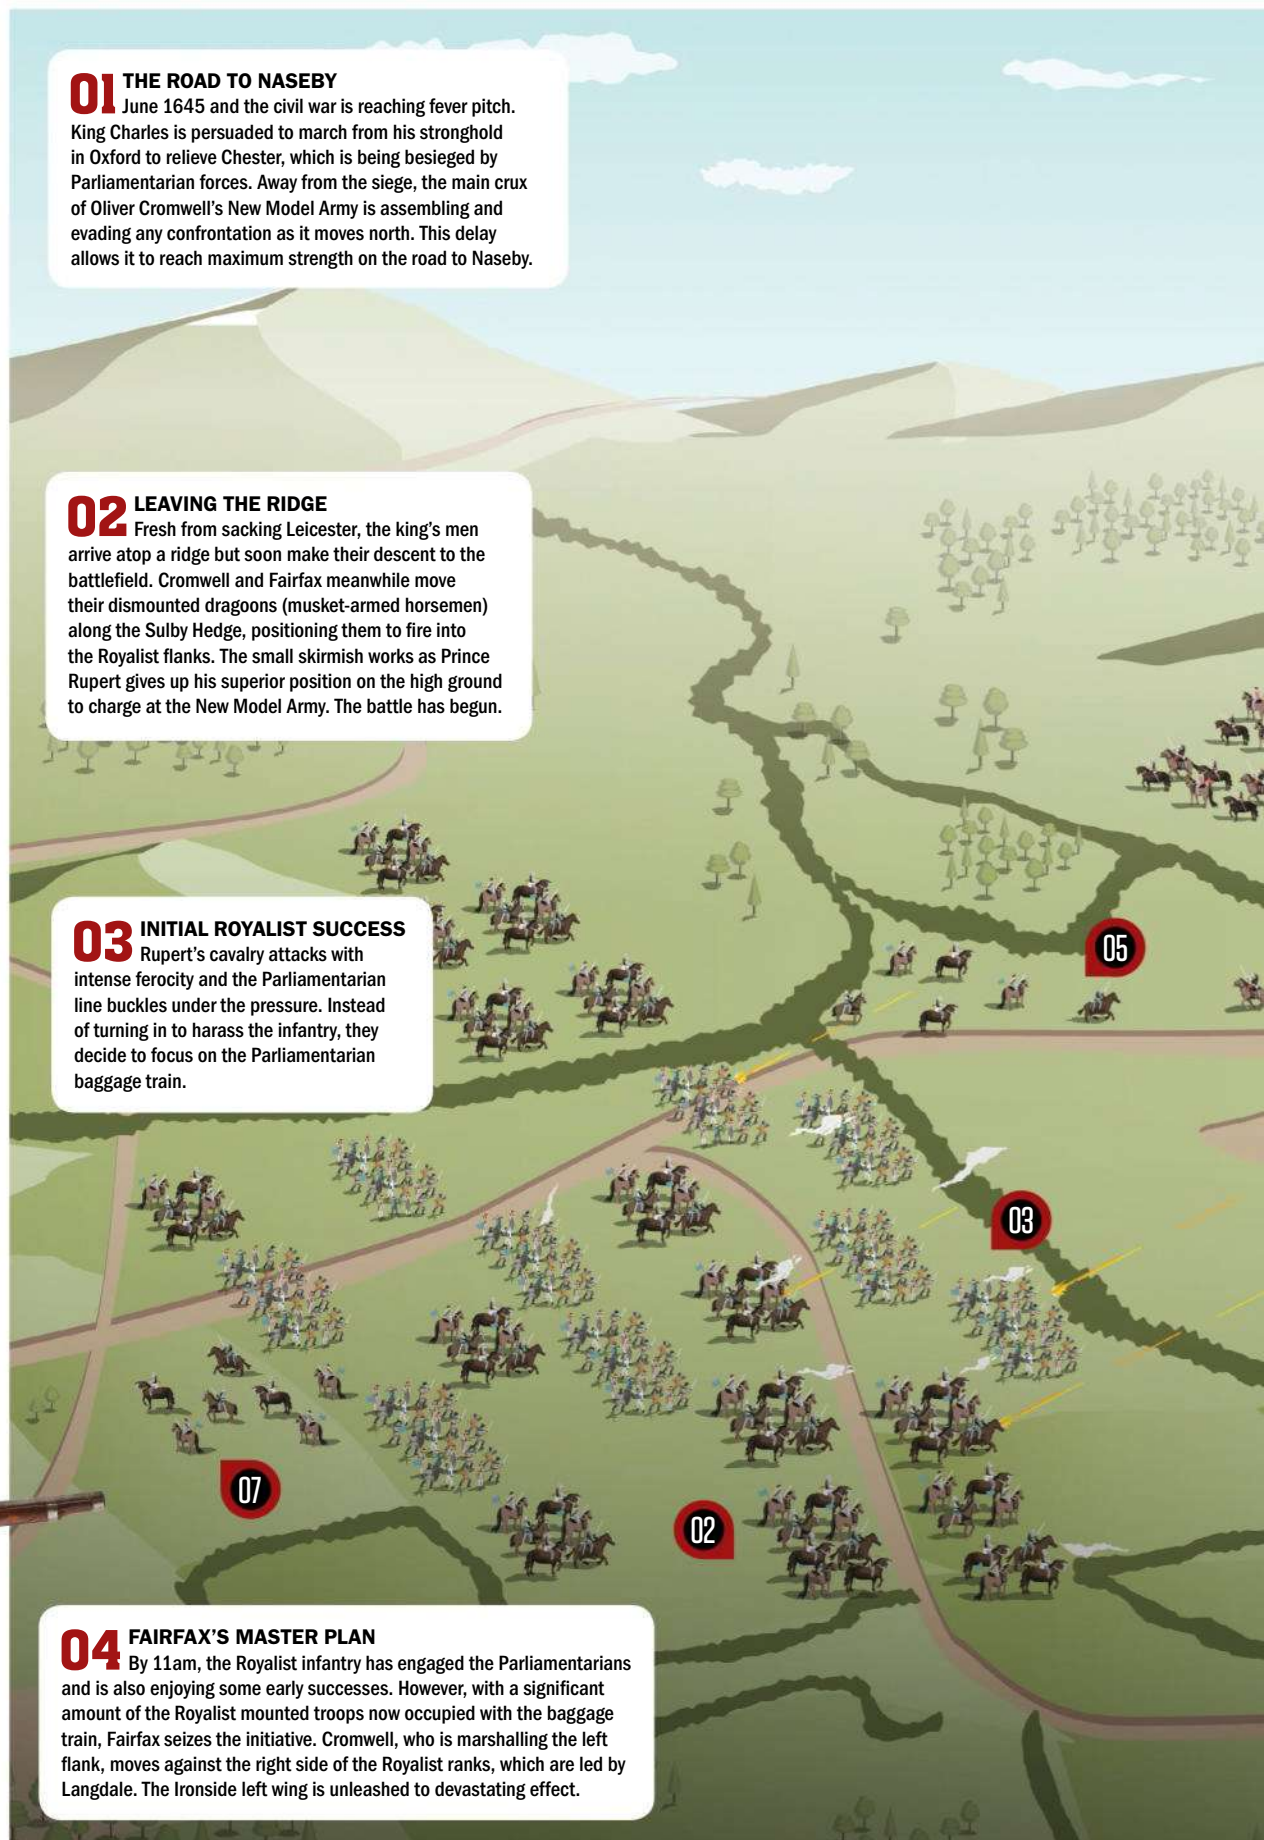 01 THE ROAD TO NASEBY
June 1645 and the civil war is reaching fever pitch.
King Charles is persuaded to march from his stronghold
in Oxford to relieve Chester, which is being besieged by
Parliamentarian forces. Away from the siege, the main crux
of Oliver Cromwell’s New Model Army is assembling and
evading any confrontation as it moves north. This delay
allows it to reach maximum strength on the road to Naseby.
02 LEAVING THE RIDGE
Fresh from sacking Leicester, the king’s men
arrive atop a ridge but soon make their descent to the
battlefield. Cromwell and Fairfax meanwhile move
their dismounted dragoons (musket-armed horsemen)
along the Sulby Hedge, positioning them to fire into
the Royalist flanks. The small skirmish works as Prince
Rupert gives up his superior position on the high ground
to charge at the New Model Army. The battle has begun.
03 INITIAL ROYALIST SUCCESS
Rupert’s cavalry attacks with
intense ferocity and the Parliamentarian
line buckles under the pressure. Instead
of turning in to harass the infantry, they
decide to focus on the Parliamentarian
baggage train.
05
03
07
02
04 FAIRFAX’S MASTER PLAN
By 11am, the Royalist infantry has engaged the Parliamentarians
and is also enjoying some early successes. However, with a significant
amount of the Royalist mounted troops now occupied with the baggage
train, Fairfax seizes the initiative. Cromwell, who is marshalling the left
flank, moves against the right side of the Royalist ranks, which are led by
Langdale. The Ironside left wing is unleashed to devastating effect.